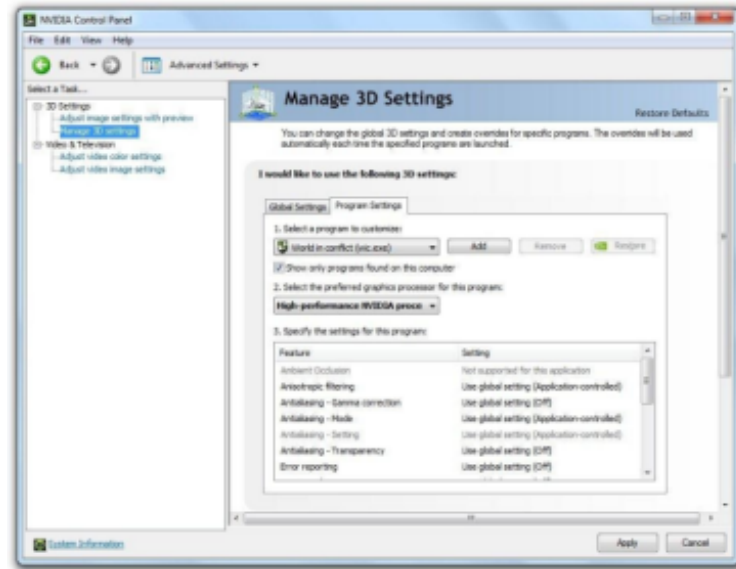 NVIDIA Control Panel
File Edit View Help
Back Advanced Settings
Select a Task...
3D Settings
Adjust image settings with preview
Manage 3D settings
Video & Television
Adjust video color settings
Adjust video image settings
Manage 3D Settings
Restore Defaults
You can change the global 3D settings and create overrides for specific programs. The overrides will be used
automatically each time the specified programs are launched.
I would like to use the following 3D settings:
Global Settings Program Settings
1. Select a program to customize:
World in conflict (wic.exe) Add Remove Restore
Show only programs found on this computer
2. Select the preferred graphics processor for this program:
High-performance NVIDIA proce
3. Specify the settings for this program:
Feature Setting
Ambient Occlusion Not supported for this application
Anisotropic filtering Use global setting (Application-controlled)
Antialiasing - Gamma correction Use global setting (Off)
Antialiasing - Mode Use global setting (Application-controlled)
Antialiasing - Setting Use global setting (Application-controlled)
Antialiasing - Transparency Use global setting (Off)
Error reporting Use global setting (Off)
System Information
Apply Cancel